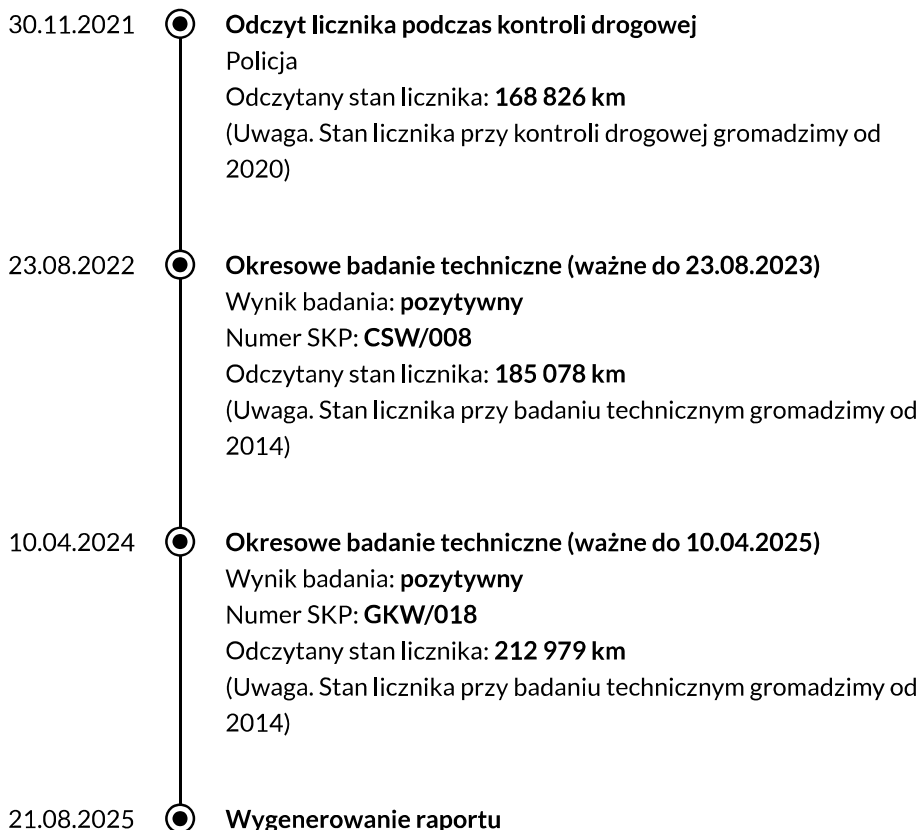 30.11.2021 Odczyt licznika podczas kontroli drogowej
Policja
Odczytany stan licznika: 168 826 km
(Uwaga. Stan licznika przy kontroli drogowej gromadzimy od
2020)
23.08.2022 Okresowe badanie techniczne (ważne do 23.08.2023)
Wynik badania: pozytywny
Numer SKP: CSW/008
Odczytany stan licznika: 185 078 km
(Uwaga. Stan licznika przy badaniu technicznym gromadzimy od
2014)
10.04.2024 Okresowe badanie techniczne (ważne do 10.04.2025)
Wynik badania: pozytywny
Numer SKP: GKW/018
Odczytany stan licznika: 212 979 km
(Uwaga. Stan licznika przy badaniu technicznym gromadzimy od
2014)
21.08.2025 Wygenerowanie raportu